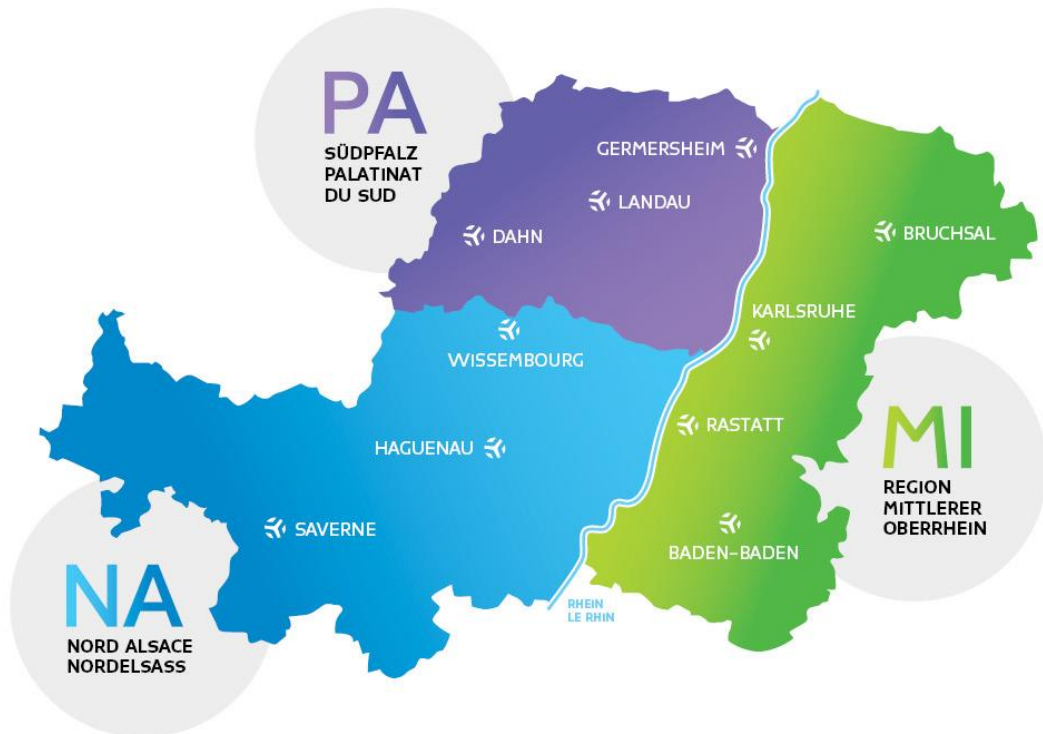 PA
SÜDPFALZ
PALATINAT
DU SUD
GERMERSHEIM
LANDAU
DAHN
BRUCHSAL
KARLSRUHE
WISSEMBOURG
RASTATT
HAGUENAU
MI
REGION
MITTLERER
OBERRHEIN
SAVERNE
BADEN-BADEN
NA
NORD ALSACE
NORDELSASS
RHEIN
LE RHIN